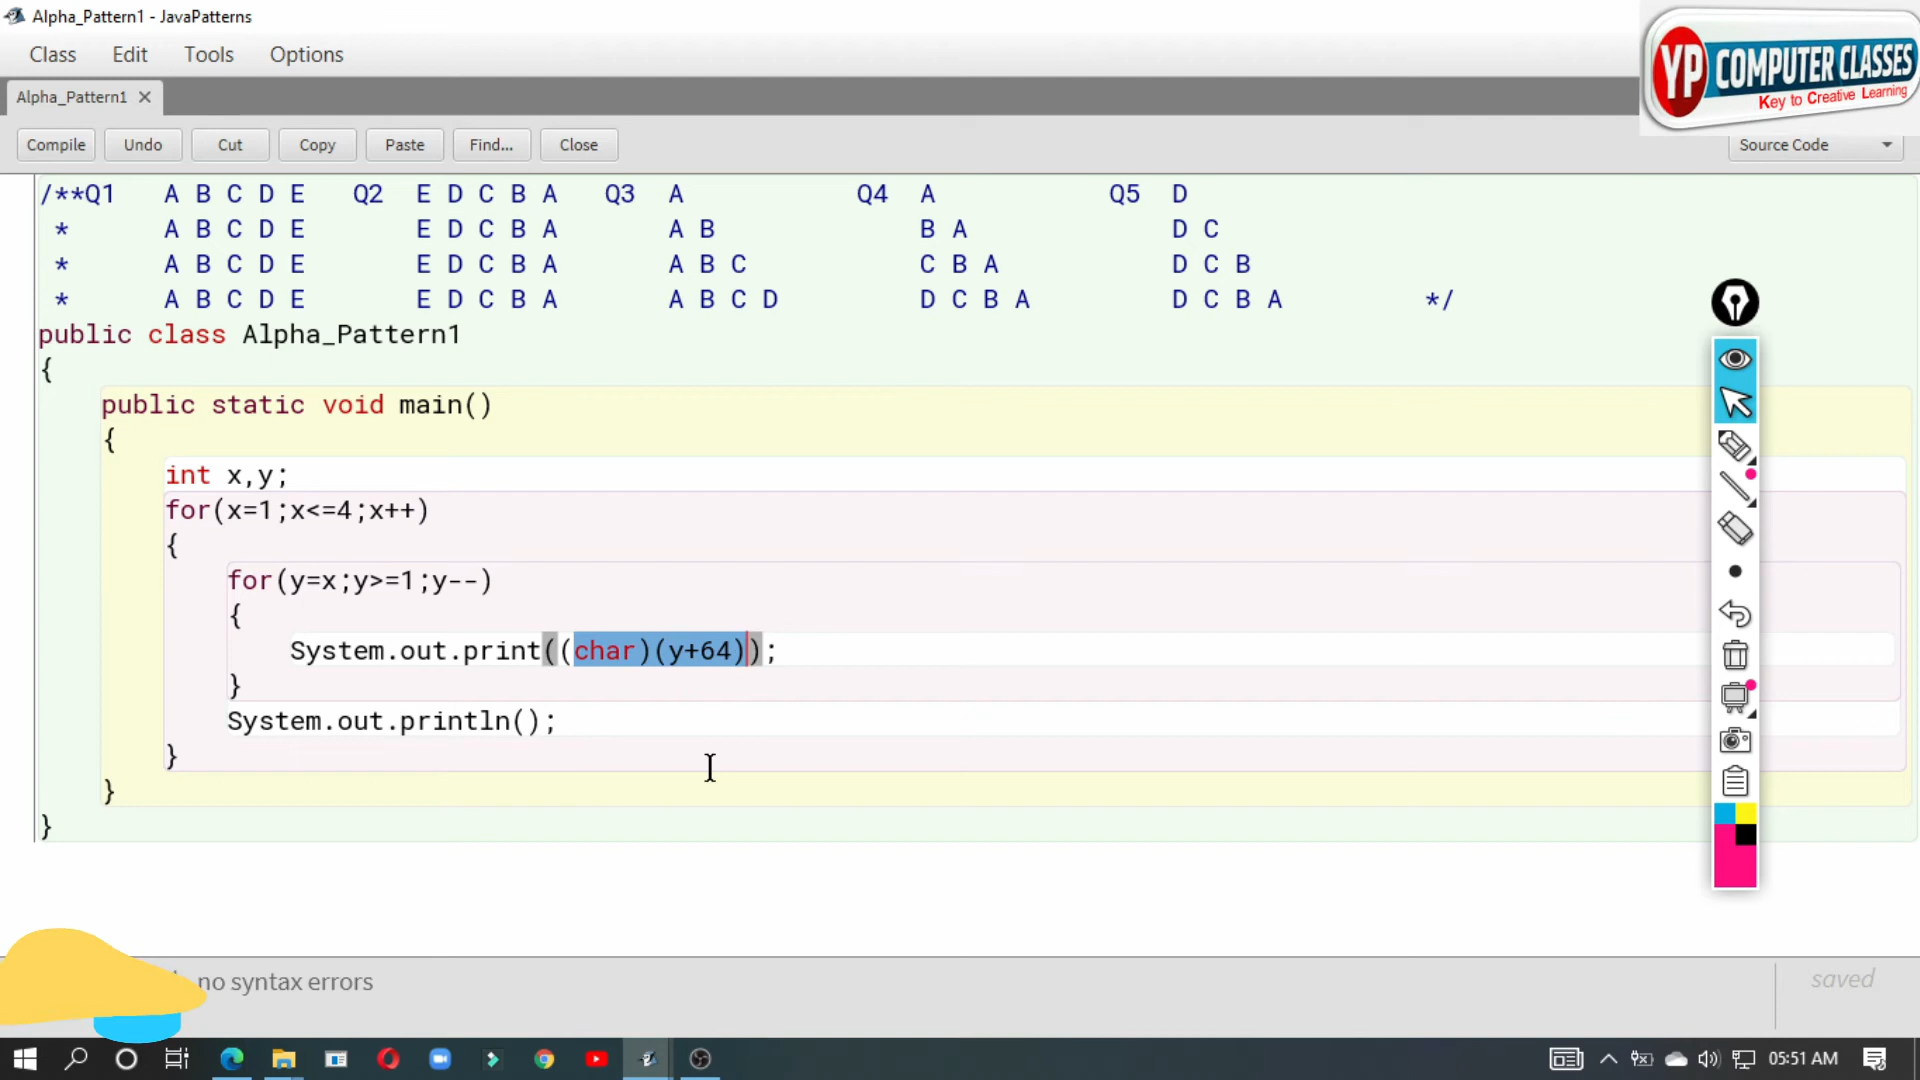 Alpha_Pattern1 - JavaPatterns
YP COMPUTER CLASSES
Key to Creative Learning
Class Edit Tools Options
Alpha_Pattern1
Compile Undo Cut Copy Paste Find... Close Source Code
/**Q1 A B C D E Q2 E D C B A Q3 A Q4 A Q5 D
* A B C D E E D C B A A B B A D C
* A B C D E E D C B A A B C C B A D C B
* A B C D E E D C B A A B C D D C B A D C B A */
public class Alpha_Pattern1
{
public static void main()
{
int x,y;
for(x=1;x<=4;x++)
{
for(y=x;y>=1;y--)
{
System.out.print((char)(y+64));
}
System.out.println();
}
}
}
no syntax errors
saved
05:51 AM